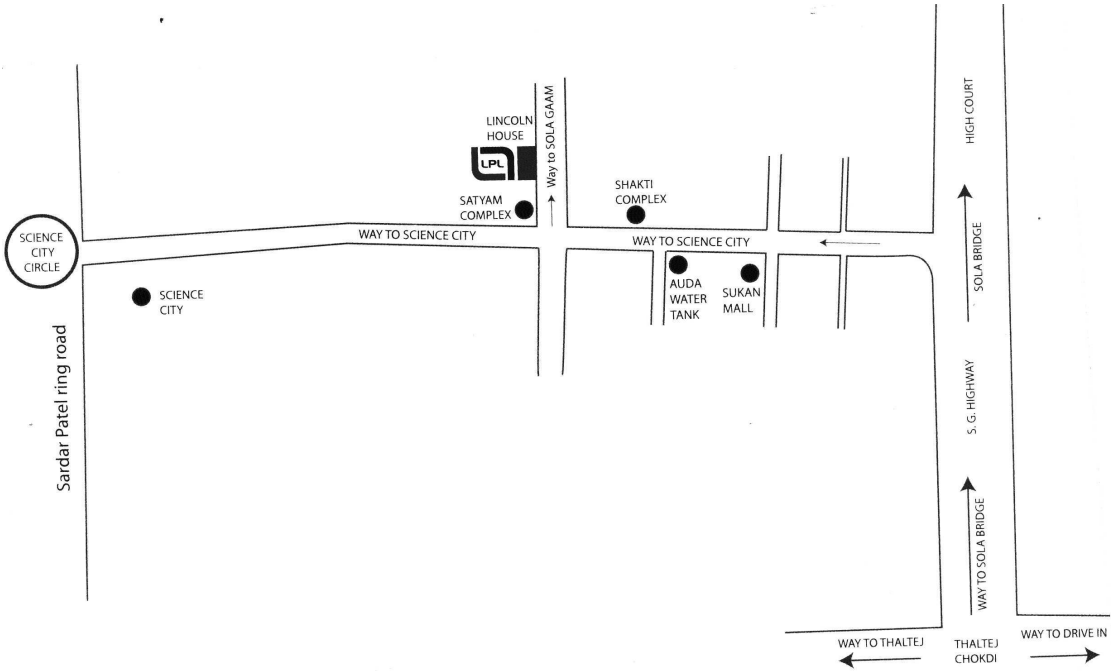 HIGH COURT
LINCOLN
HOUSE
LPL
Way to SOLA GAAM
SHAKTI
COMPLEX
SATYAM
COMPLEX
SCIENCE
CITY
CIRCLE
WAY TO SCIENCE CITY
WAY TO SCIENCE CITY
SOLA BRIDGE
SCIENCE
CITY
AUDA
WATER
TANK
SUKAN
MALL
Sardar Patel ring road
S. G. HIGHWAY
WAY TO SOLA BRIDGE
WAY TO THALTEJ
THALTEJ
CHOKDI
WAY TO DRIVE IN